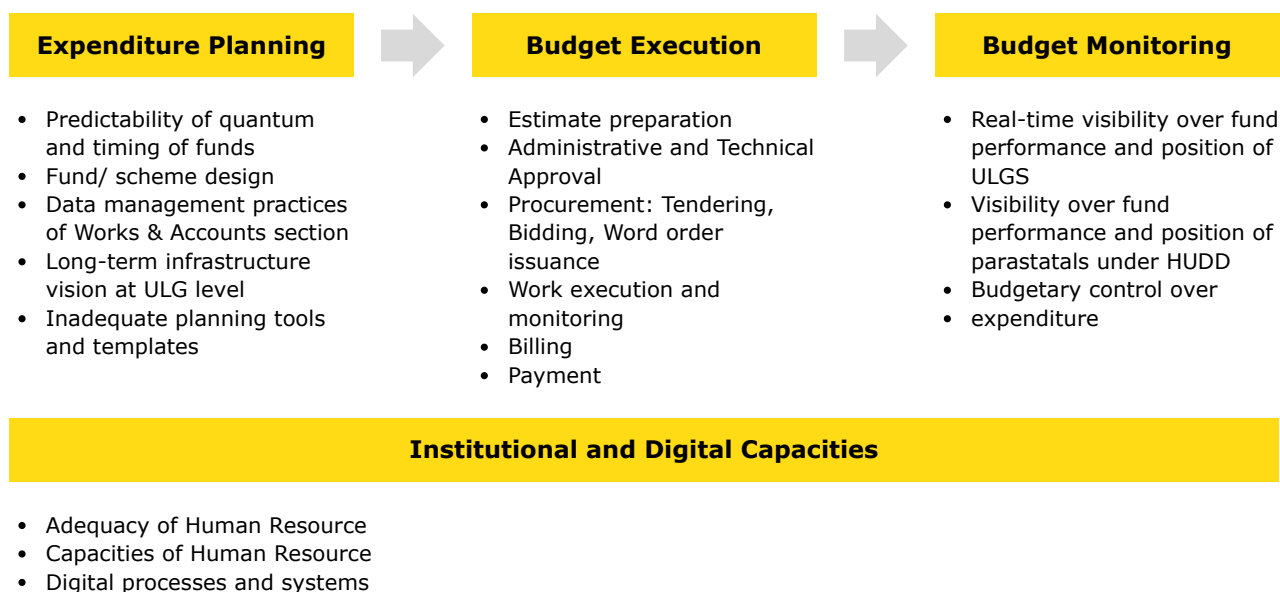 Expenditure Planning
• Predictability of quantum
and timing of funds
• Fund/ scheme design
• Data management practices
of Works & Accounts section
• Long-term infrastructure
vision at ULG level
• Inadequate planning tools
and templates
Budget Execution
• Estimate preparation
• Administrative and Technical
Approval
• Procurement: Tendering,
Bidding, Word order
issuance
• Work execution and
monitoring
• Billing
• Payment
Budget Monitoring
• Real-time visibility over fund
performance and position of
ULGS
• Visibility over fund
performance and position of
parastatals under HUDD
• Budgetary control over
• expenditure
Institutional and Digital Capacities
• Adequacy of Human Resource
• Capacities of Human Resource
• Digital processes and systems